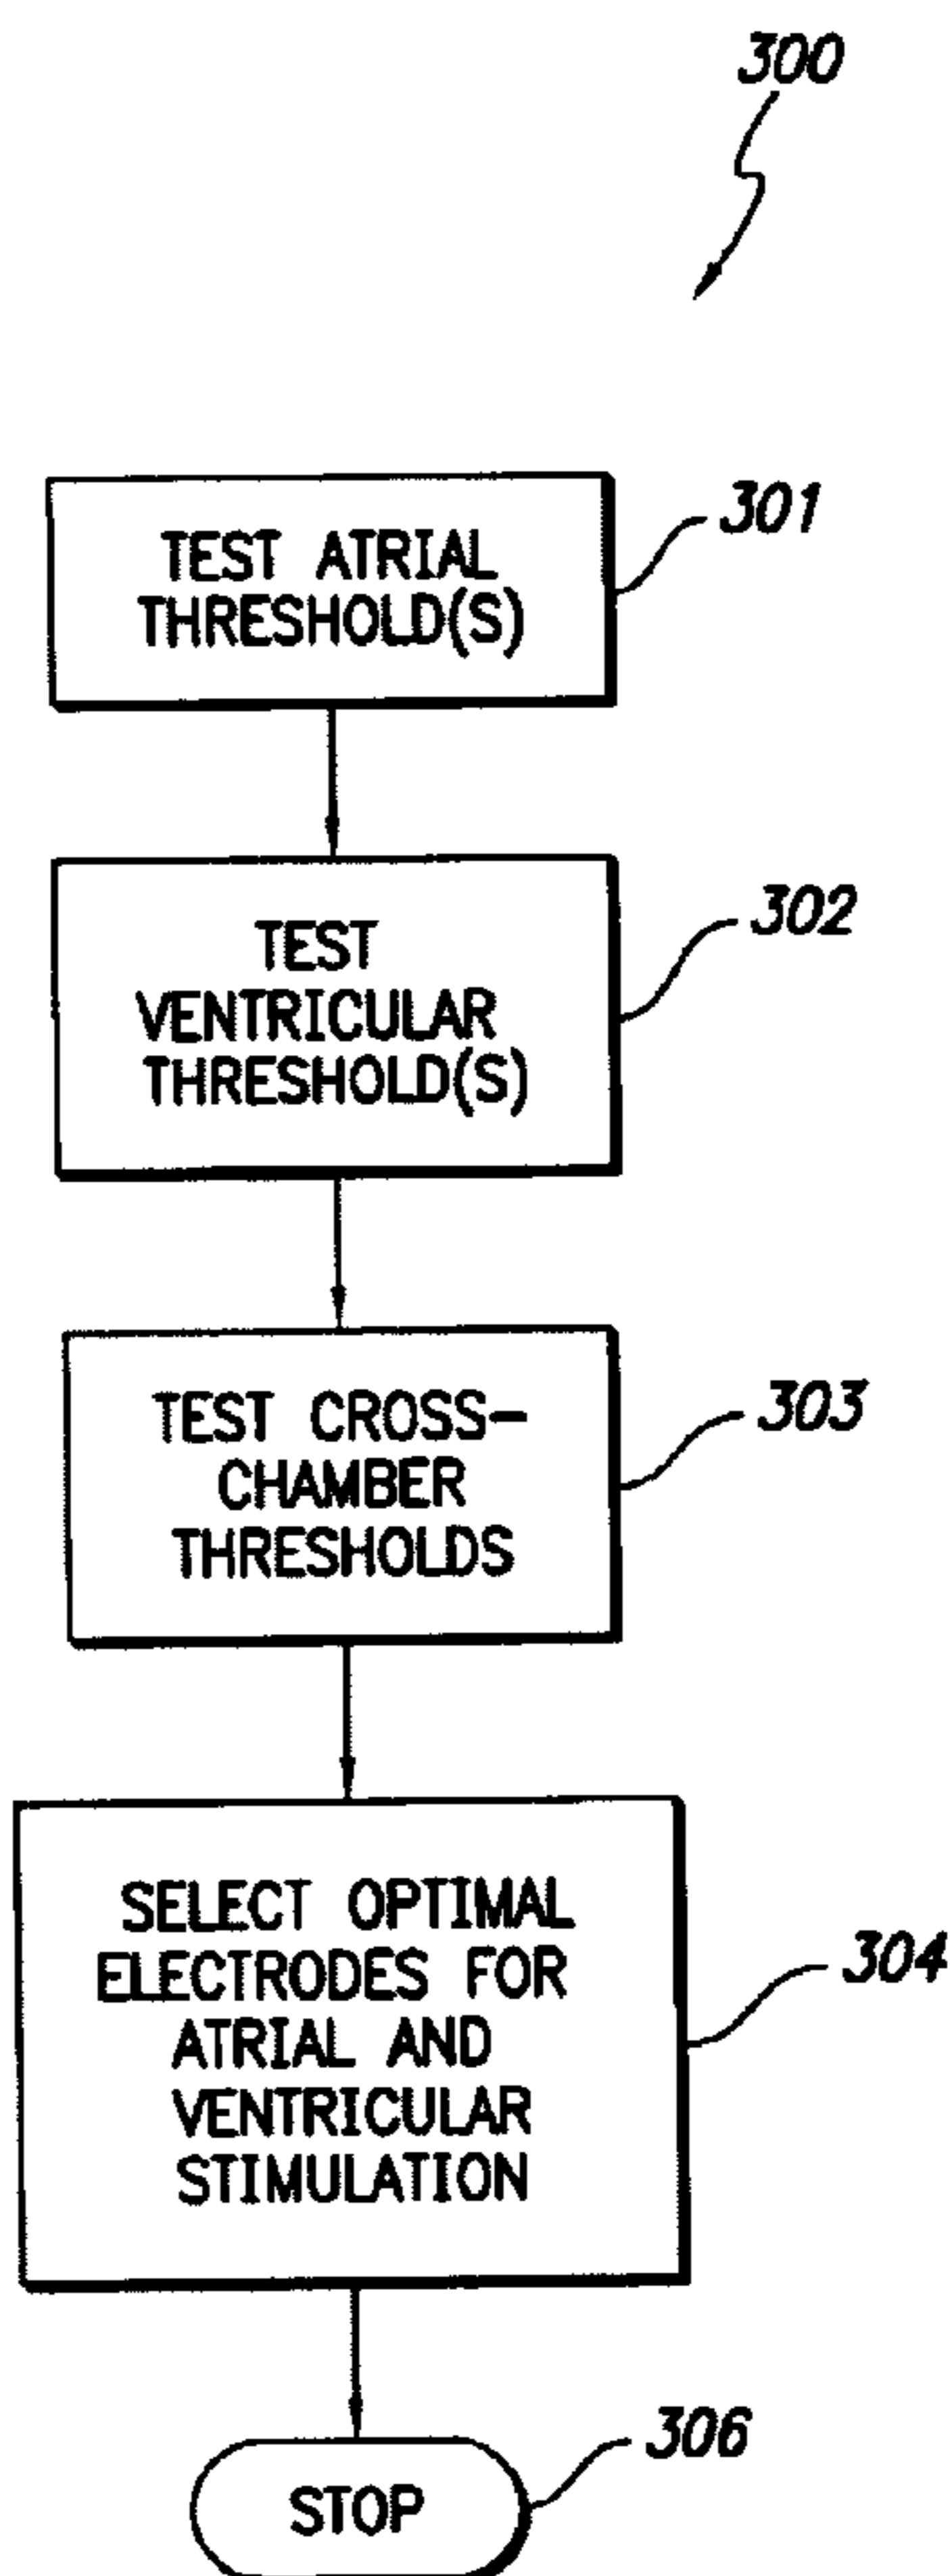 300
TEST ATRIAL
THRESHOLD(S)
301
TEST
VENTRICULAR
THRESHOLD(S)
302
TEST CROSS-
CHAMBER
THRESHOLDS
303
SELECT OPTIMAL
ELECTRODES FOR
ATRIAL AND
VENTRICULAR
STIMULATION
304
STOP
306